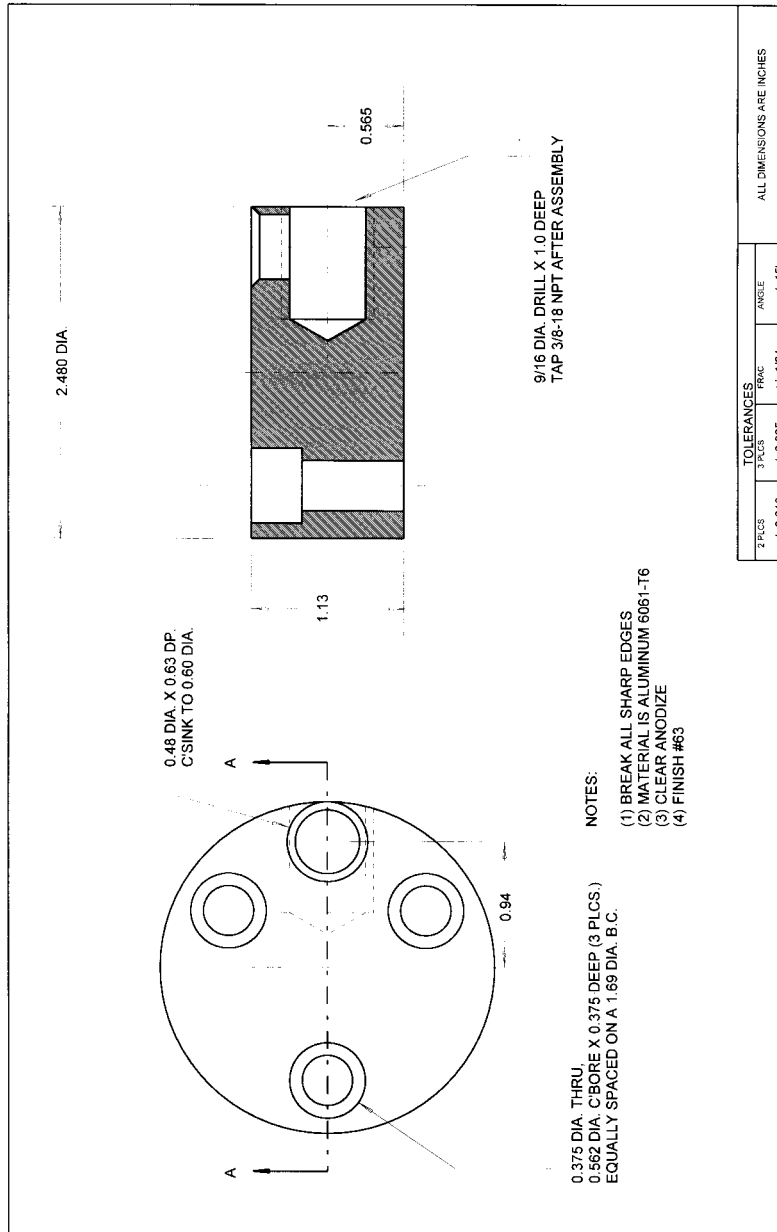 2.480 DIA.
0.565
9/16 DIA. DRILL X 1.0 DEEP
TAP 3/8-18 NPT AFTER ASSEMBLY
1.13
0.48 DIA. X 0.63 DP.
C'SINK TO 0.60 DIA.
A
A
0.94
0.375 DIA. THRU,
0.562 DIA. C'BORE X 0.375 DEEP (3 PLCS.)
EQUALLY SPACED ON A 1.69 DIA. B.C.
NOTES:
(1) BREAK ALL SHARP EDGES
(2) MATERIAL IS ALUMINUM 6061-T6
(3) CLEAR ANODIZE
(4) FINISH #63
TOLERANCES
2 PLCS
3 PLCS
FRAC
ANGLE
ALL DIMENSIONS ARE INCHES